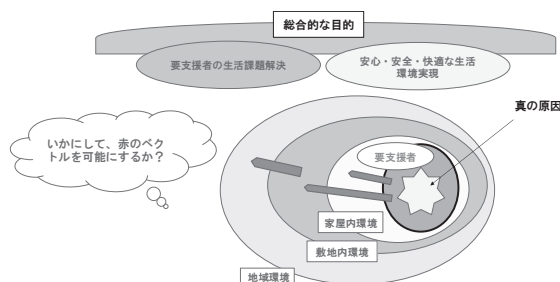 総合的な目的
要支援者の生活課題解決
安心・安全・快適な生活
環境実現
真の原因
いかにして、赤のベク
トルを可能にするか？
要支援者
家屋内環境
敷地内環境
地域環境